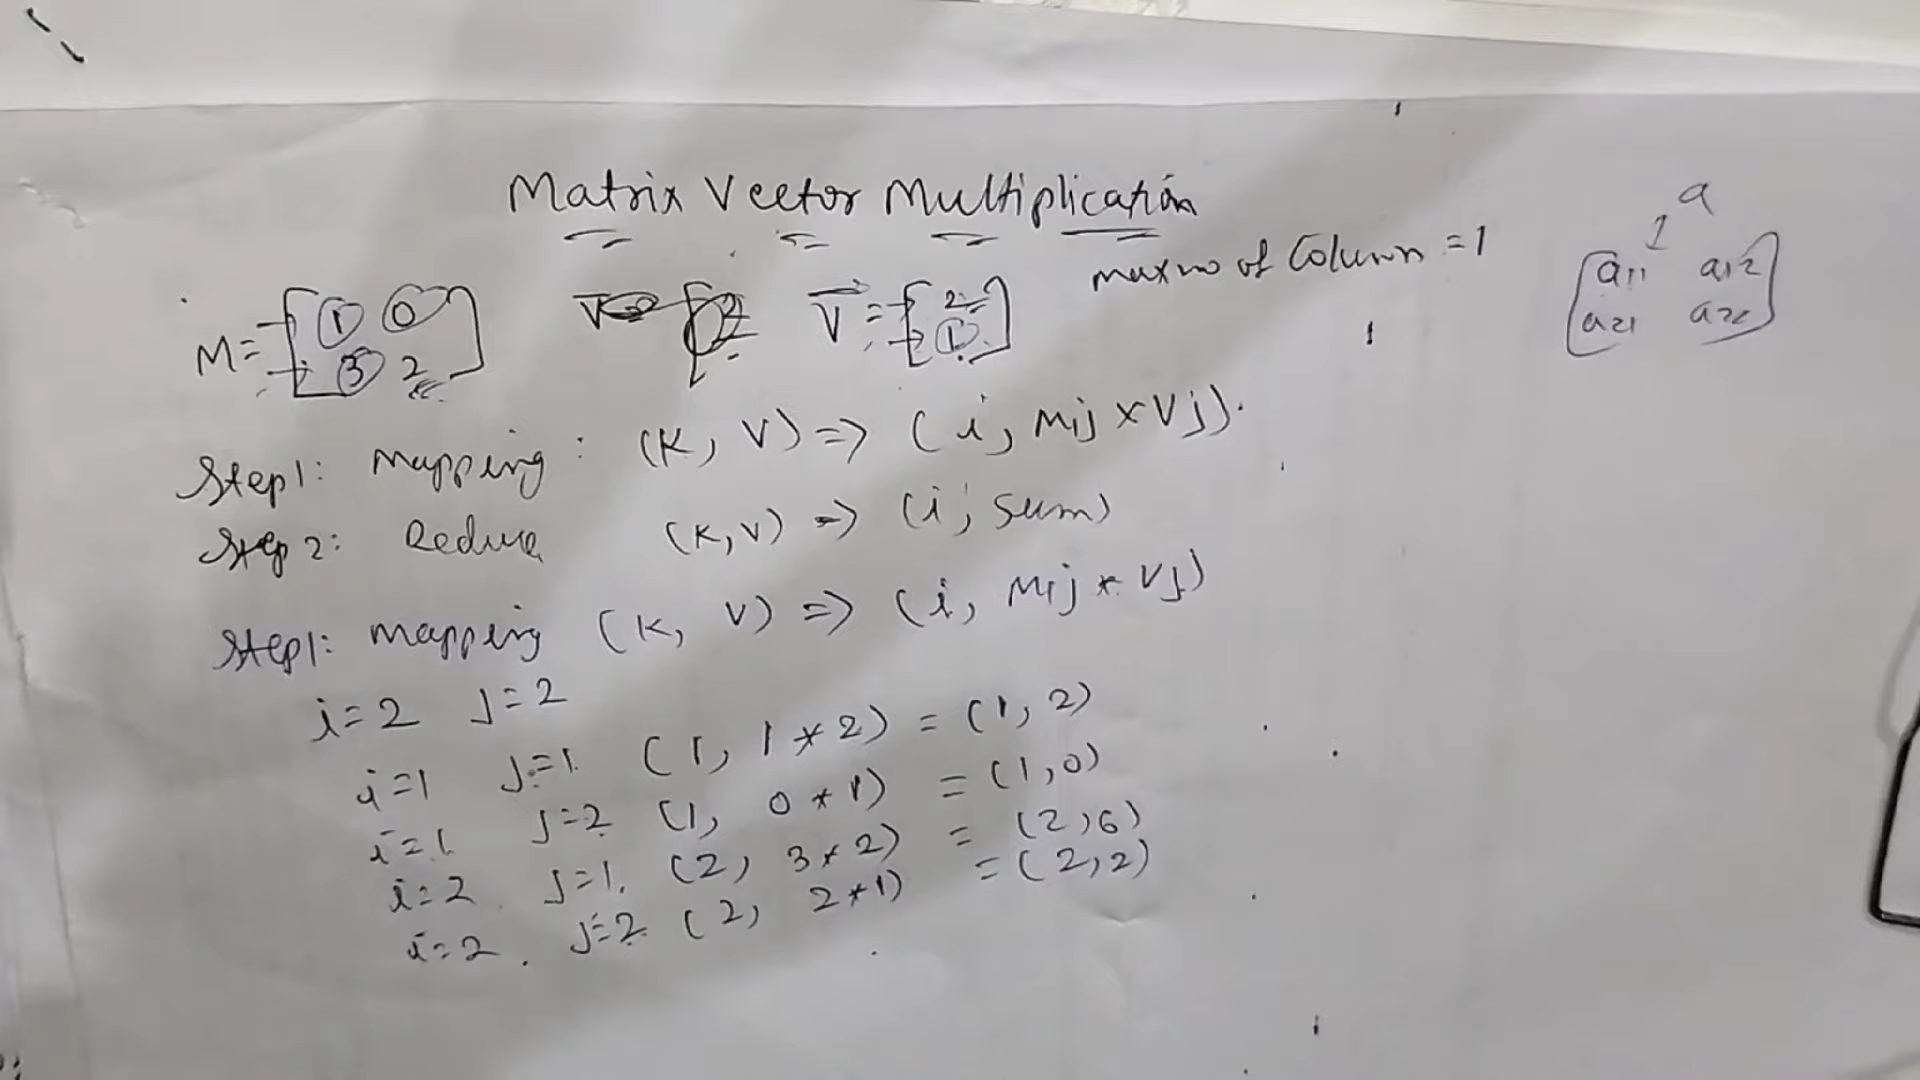 Matrix Vector Multiplication
max no of Column = 1
a
1
a11 a12
a21 a22
M = [1 0
3 2]
V = [2
1]
Step1: Mapping : (K, V) => (i, Mij x Vj).
Step 2: Reduce (K, V) -> (i, sum)
Step1: mapping (K, V) => (i, Mij * Vj)
i=2 J=2
i=1 J=1. (1, 1 * 2) = (1, 2)
i=1. J=2 (1, 0 * 1) = (1,0)
i=2 J=1. (2, 3 * 2) = (2,6)
i=2. J=2 (2, 2*1) = (2,2)